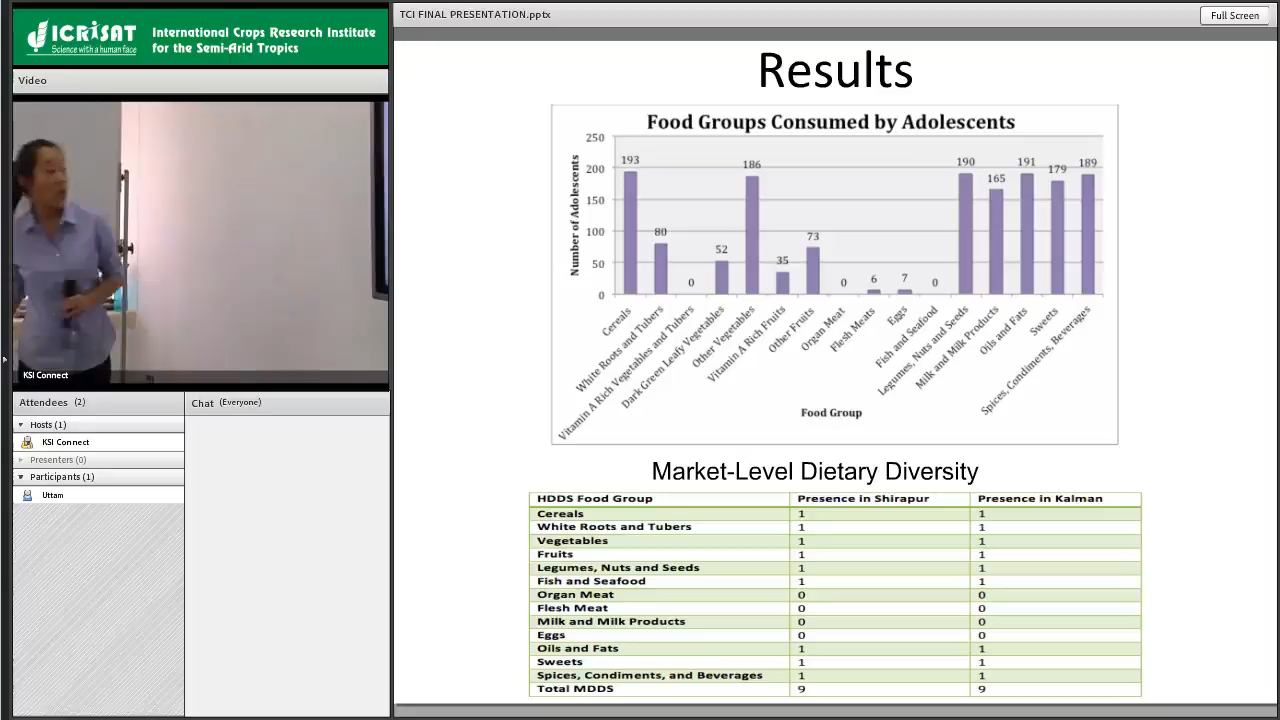 ICRISAT
Science with a human face
International Crops Research Institute
for the Semi-Arid Tropics
Video
KSI Connect
Attendees (2)
Hosts (1)
KSI Connect
Presenters (0)
Participants (1)
Uttam
Chat (Everyone)
TCI FINAL PRESENTATION.pptx
Full Screen
Results
Food Groups Consumed by Adolescents
Number of Adolescents
250
200
150
100
50
0
193
80
0
52
186
35
73
0
6
7
0
190
165
191
179
189
Cereals
White Roots and Tubers
Vitamin A Rich Vegetables and Tubers
Dark Green Leafy Vegetables
Other Vegetables
Vitamin A Rich Fruits
Other Fruits
Organ Meat
Flesh Meats
Eggs
Fish and Seafood
Legumes, Nuts and Seeds
Milk and Milk Products
Oils and Fats
Sweets
Spices, Condiments, Beverages
Food Group
Market-Level Dietary Diversity
HDDS Food Group Presence in Shirapur Presence in Kalman
Cereals 1 1
White Roots and Tubers 1 1
Vegetables 1 1
Fruits 1 1
Legumes, Nuts and Seeds 1 1
Fish and Seafood 1 1
Organ Meat 0 0
Flesh Meat 0 0
Milk and Milk Products 0 0
Eggs 0 0
Oils and Fats 1 1
Sweets 1 1
Spices, Condiments, and Beverages 1 1
Total MDDS 9 9